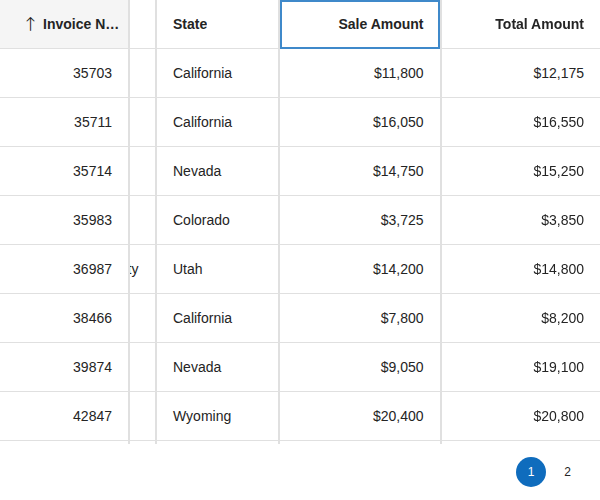 ↑ Invoice N... State Sale Amount Total Amount
35703 California $11,800 $12,175
35711 California $16,050 $16,550
35714 Nevada $14,750 $15,250
35983 Colorado $3,725 $3,850
36987 ty Utah $14,200 $14,800
38466 California $7,800 $8,200
39874 Nevada $9,050 $19,100
42847 Wyoming $20,400 $20,800
1 2